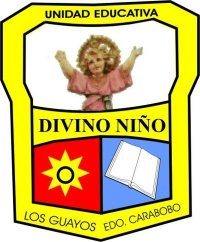 UNIDAD EDUCATIVA
DIVINO NIÑO
LOS GUAYOS EDO. CARABOBO